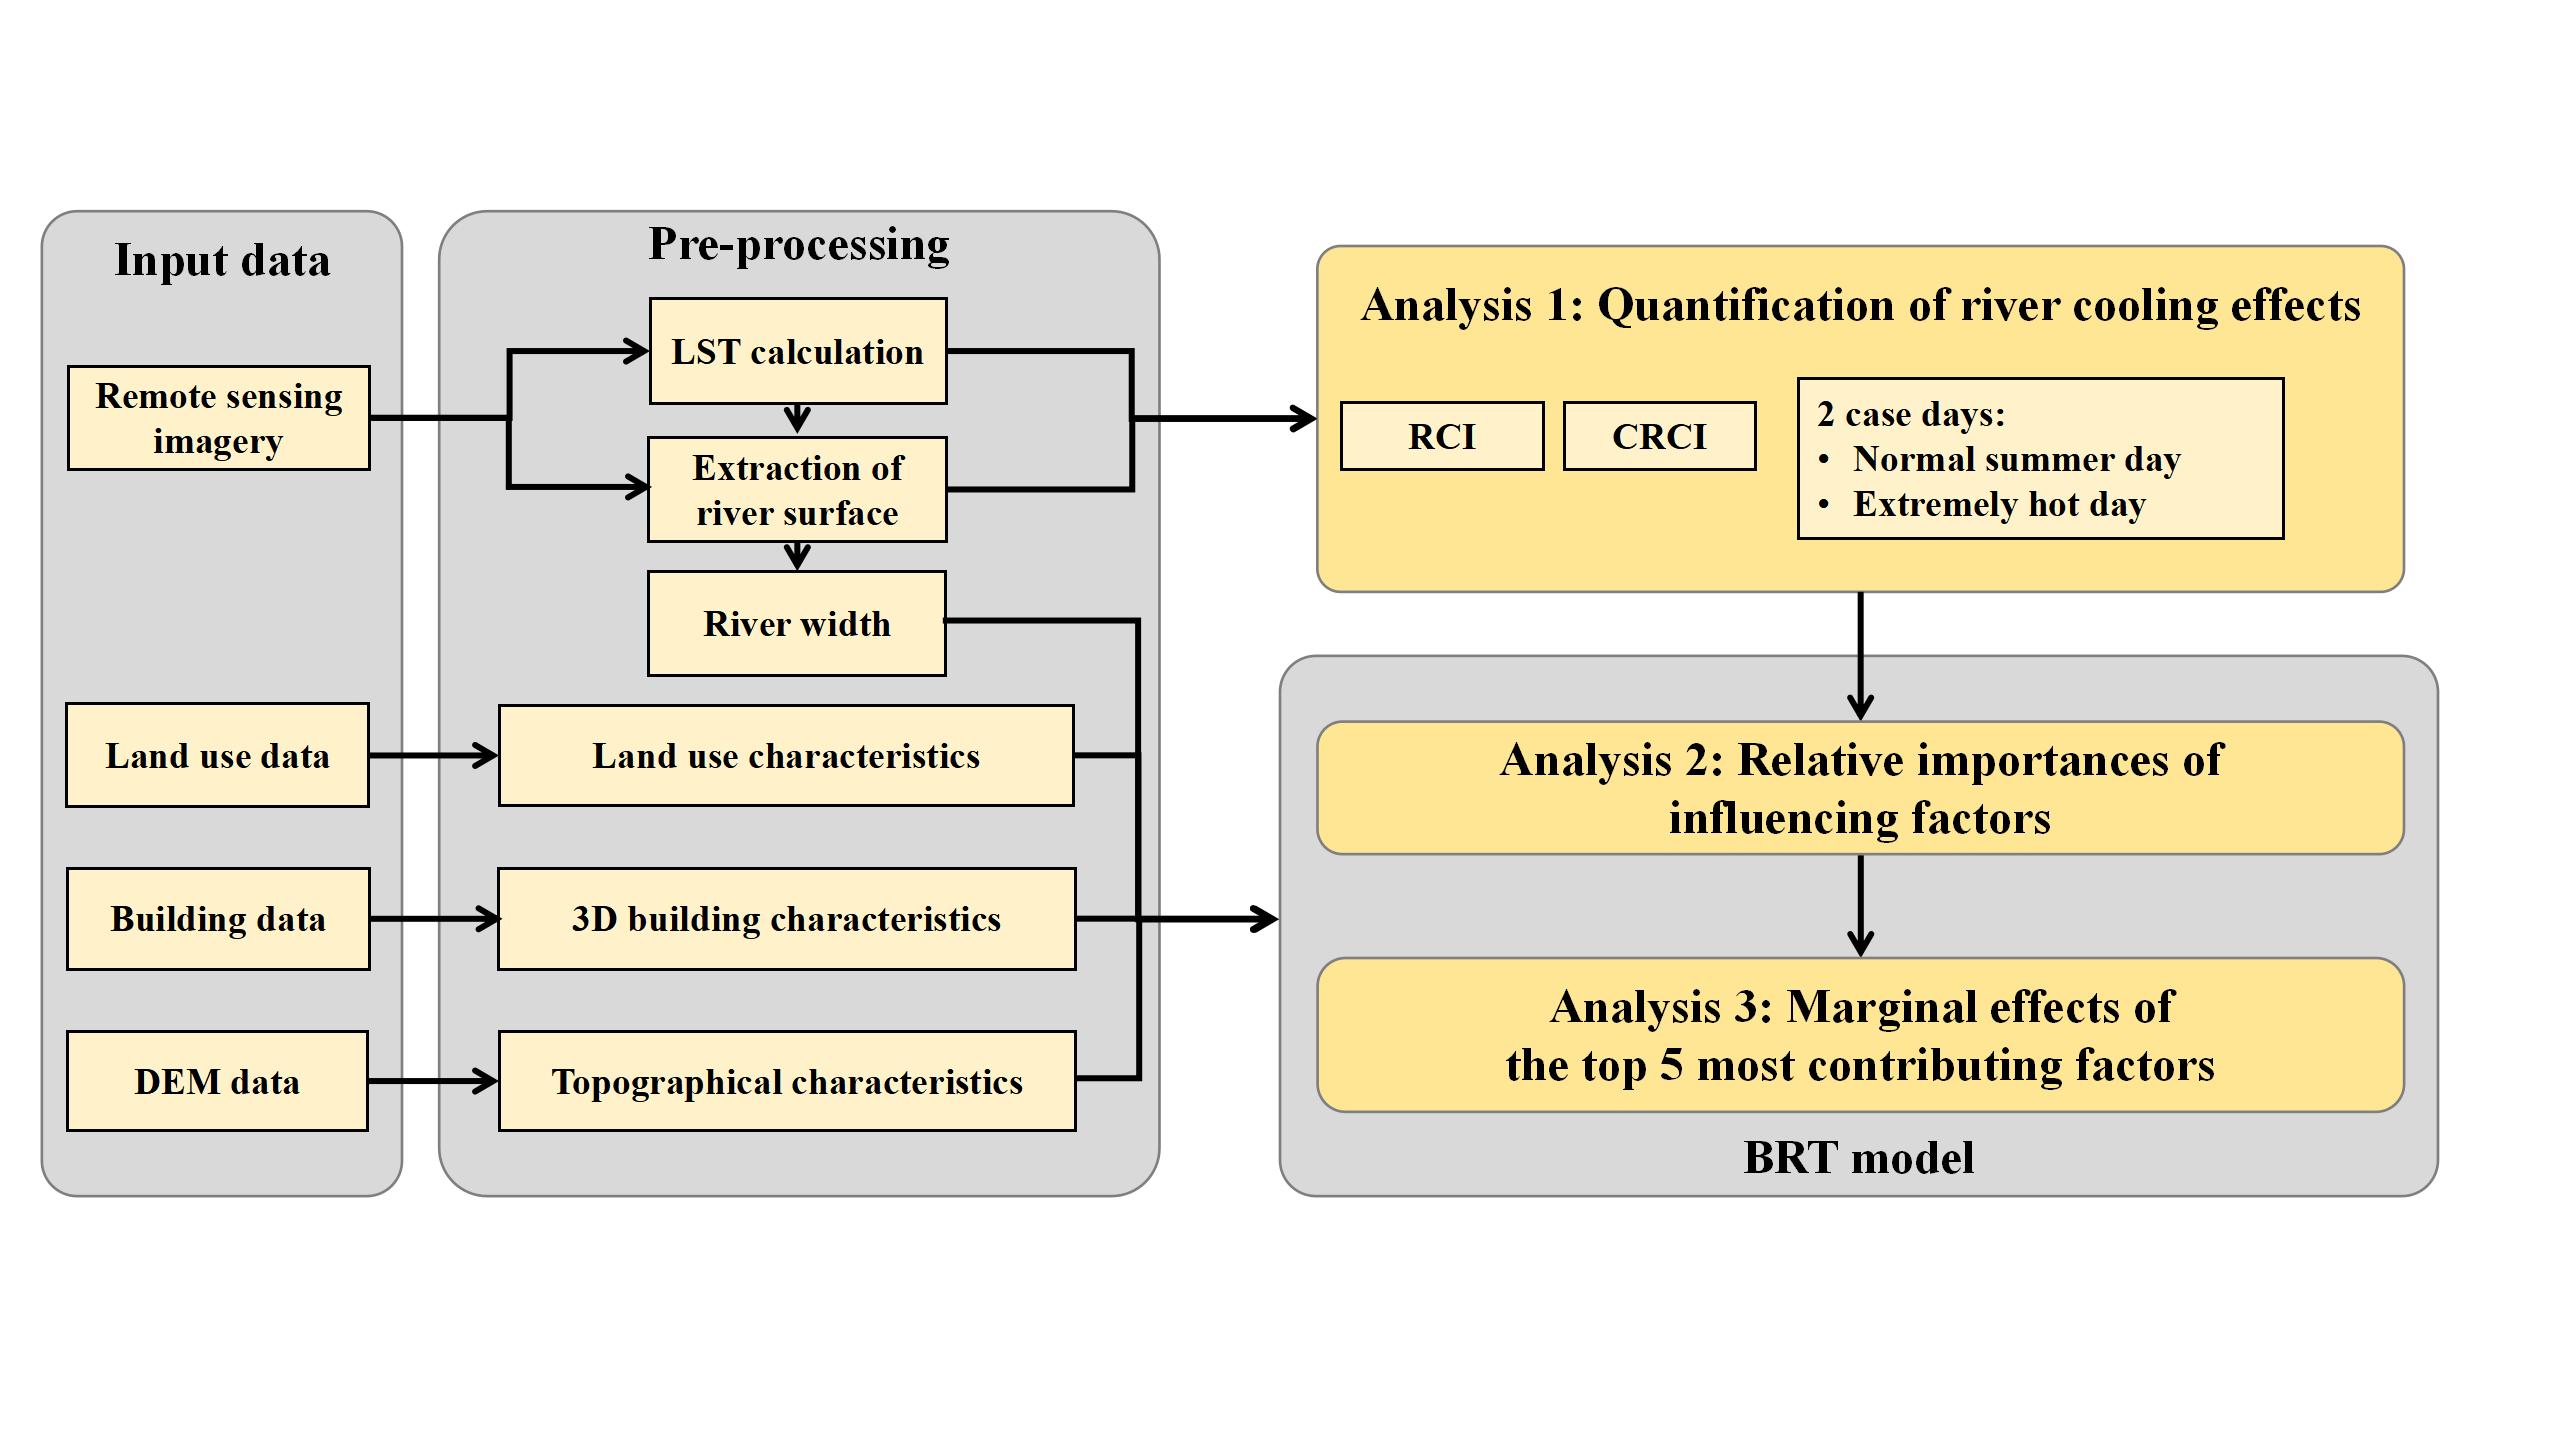 Input data
Remote sensing
imagery
Land use data
Building data
DEM data
Pre-processing
LST calculation
Extraction of
river surface
River width
Land use characteristics
3D building characteristics
Topographical characteristics
Analysis 1: Quantification of river cooling effects
RCI
CRCI
2 case days:
• Normal summer day
• Extremely hot day
Analysis 2: Relative importances of
influencing factors
Analysis 3: Marginal effects of
the top 5 most contributing factors
BRT model